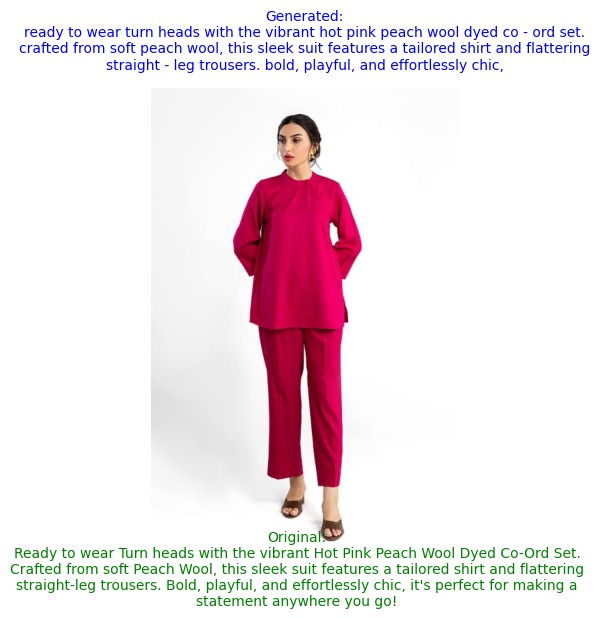 Generated:
ready to wear turn heads with the vibrant hot pink peach wool dyed co - ord set.
crafted from soft peach wool, this sleek suit features a tailored shirt and flattering
straight - leg trousers. bold, playful, and effortlessly chic,
Original:
Ready to wear Turn heads with the vibrant Hot Pink Peach Wool Dyed Co-Ord Set.
Crafted from soft Peach Wool, this sleek suit features a tailored shirt and flattering
straight-leg trousers. Bold, playful, and effortlessly chic, it's perfect for making a
statement anywhere you go!